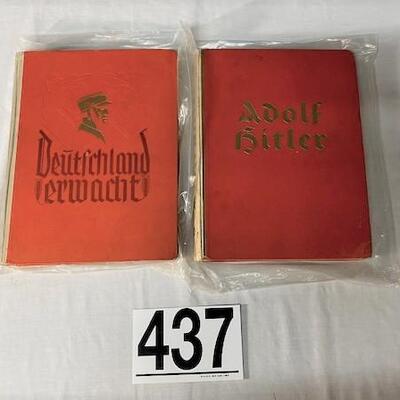 Deutschland
erwacht
Adolf
Hitler
437